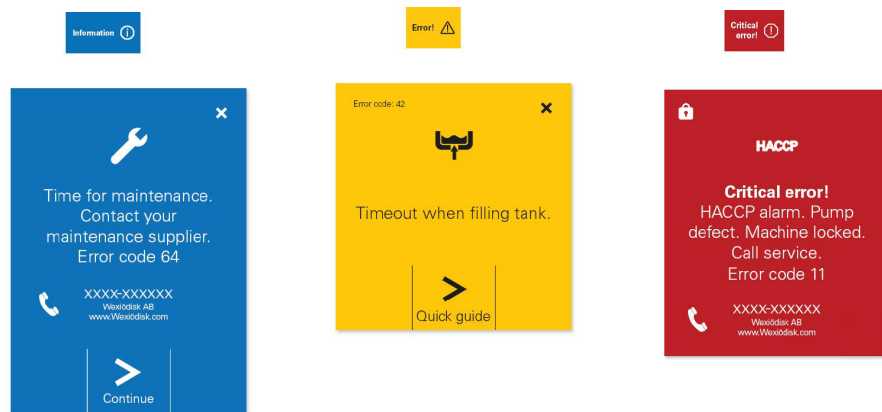 Information
Error!
Critical
error!
Time for maintenance.
Contact your
maintenance supplier.
Error code 64
XXXX-XXXXXX
Wexiödisk AB
www.Wexiödisk.com
Continue
Error code: 42
Timeout when filling tank.
Quick guide
HACCP
Critical error!
HACCP alarm. Pump
defect. Machine locked.
Call service.
Error code 11
XXXX-XXXXXX
Wexiödisk AB
www.Wexiödisk.com